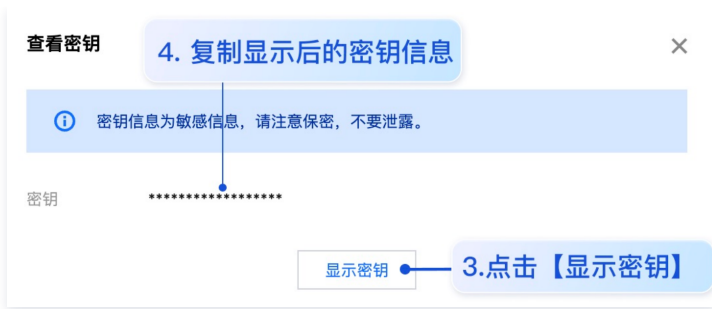 查看密钥
4. 复制显示后的密钥信息
密钥信息为敏感信息，请注意保密，不要泄露。
密钥
******************
显示密钥
3.点击【显示密钥】